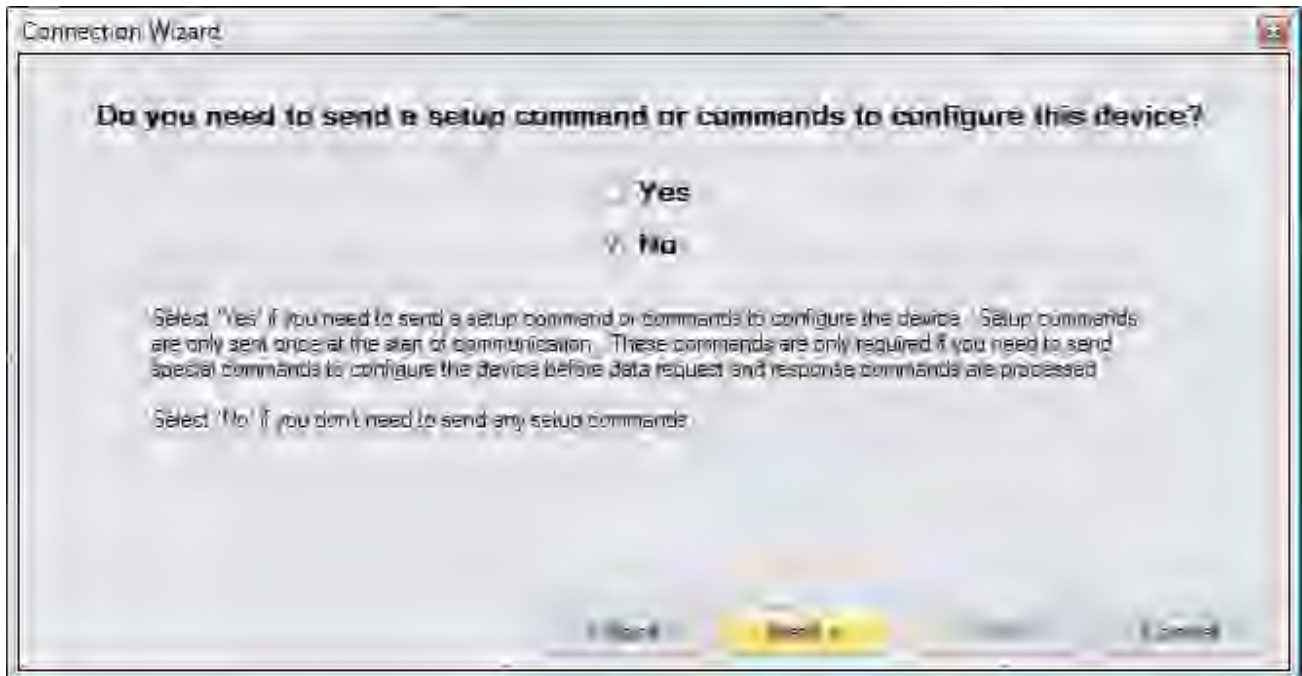 Connection Wizard
Do you need to send a setup command or commands to configure this device?
Yes
No
Select 'Yes' if you need to send a setup command or commands to configure the device. Setup commands
are only sent once at the start of communication. These commands are only required if you need to send
special commands to configure the device before data request and response commands are processed
Select 'No' if you don't need to send any setup commands
< Back Next > Cancel